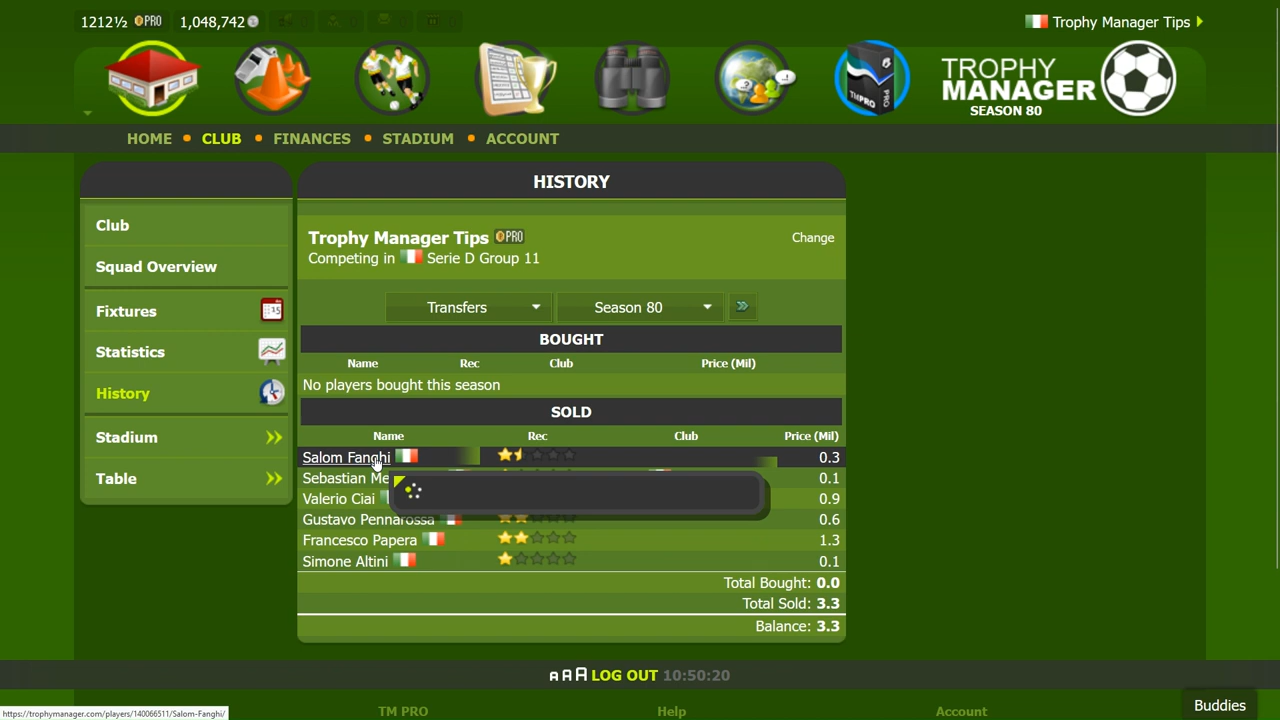 1212½ PRO 1,048,742 Trophy Manager Tips
TMPRO
TROPHY
MANAGER
SEASON 80
HOME • CLUB • FINANCES • STADIUM • ACCOUNT
Club
Squad Overview
Fixtures
15
Statistics
History
Stadium
Table
HISTORY
Trophy Manager Tips PRO
Change
Competing in Serie D Group 11
Transfers Season 80
BOUGHT
Name Rec Club Price (Mil)
No players bought this season
SOLD
Name Rec Club Price (Mil)
Salom Fanghi 0.3
Sebastian Me 0.1
Valerio Ciai 0.9
Gustavo Pennarossa 0.6
Francesco Papera 1.3
Simone Altini 0.1
Total Bought: 0.0
Total Sold: 3.3
Balance: 3.3
A A A LOG OUT 10:50:20
TM PRO Help Account
Buddies
https://trophymanager.com/players/140066511/Salom-Fanghi/